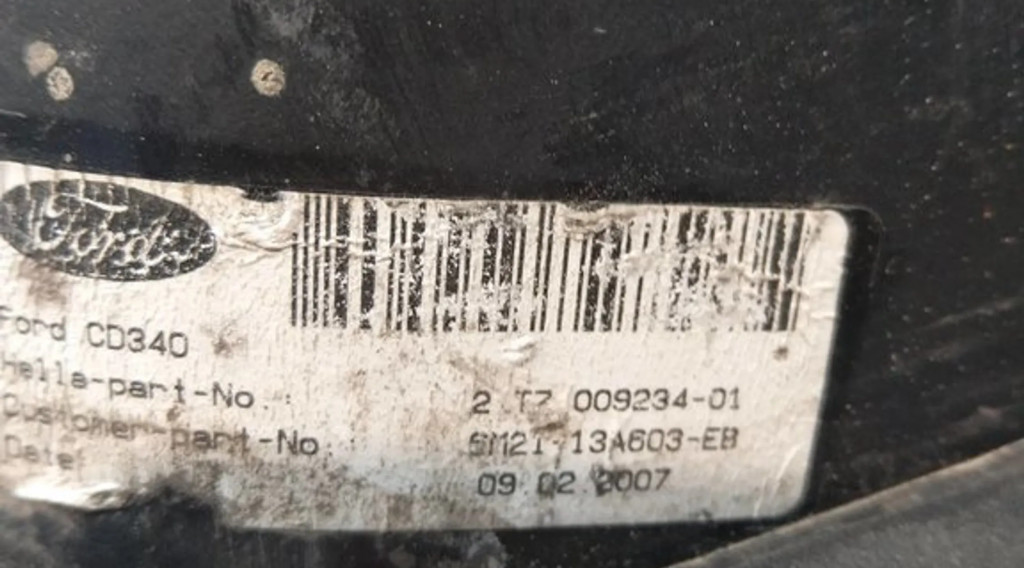 Ford
Ford CD340
Hella-part-No.: 2 TZ 009234-01
Customer-part-No.: 6M21-13A603-EB
Date 09.02.2007